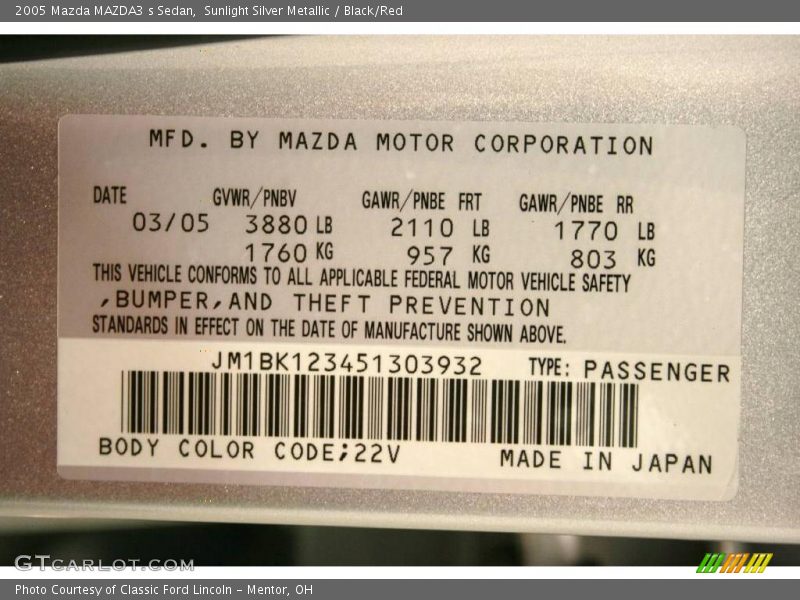 2005 Mazda MAZDA3 s Sedan,  Sunlight Silver Metallic / Black/Red
MFD. BY MAZDA MOTOR CORPORATION
DATE GVWR/PNBV GAWR/PNBE FRT GAWR/PNBE RR
03/05 3880 LB 2110 LB 1770 LB
1760 KG 957 KG 803 KG
THIS VEHICLE CONFORMS TO ALL APPLICABLE FEDERAL MOTOR VEHICLE SAFETY
,BUMPER,AND THEFT PREVENTION
STANDARDS IN EFFECT ON THE DATE OF MANUFACTURE SHOWN ABOVE.
JM1BK123451303932 TYPE: PASSENGER
BODY COLOR CODE;22V MADE IN JAPAN
GTCARLOT.COM
Photo Courtesy of Classic Ford Lincoln - Mentor, OH